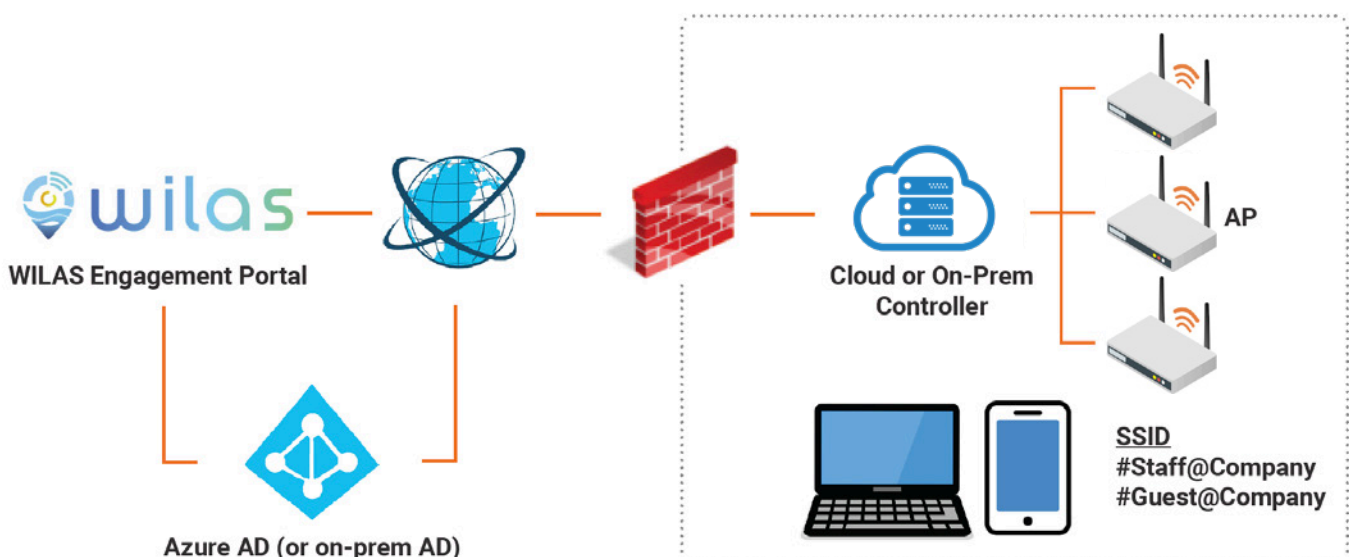 wilas
WILAS Engagement Portal
Azure AD (or on-prem AD)
Cloud or On-Prem
Controller
AP
SSID
#Staff@Company
#Guest@Company